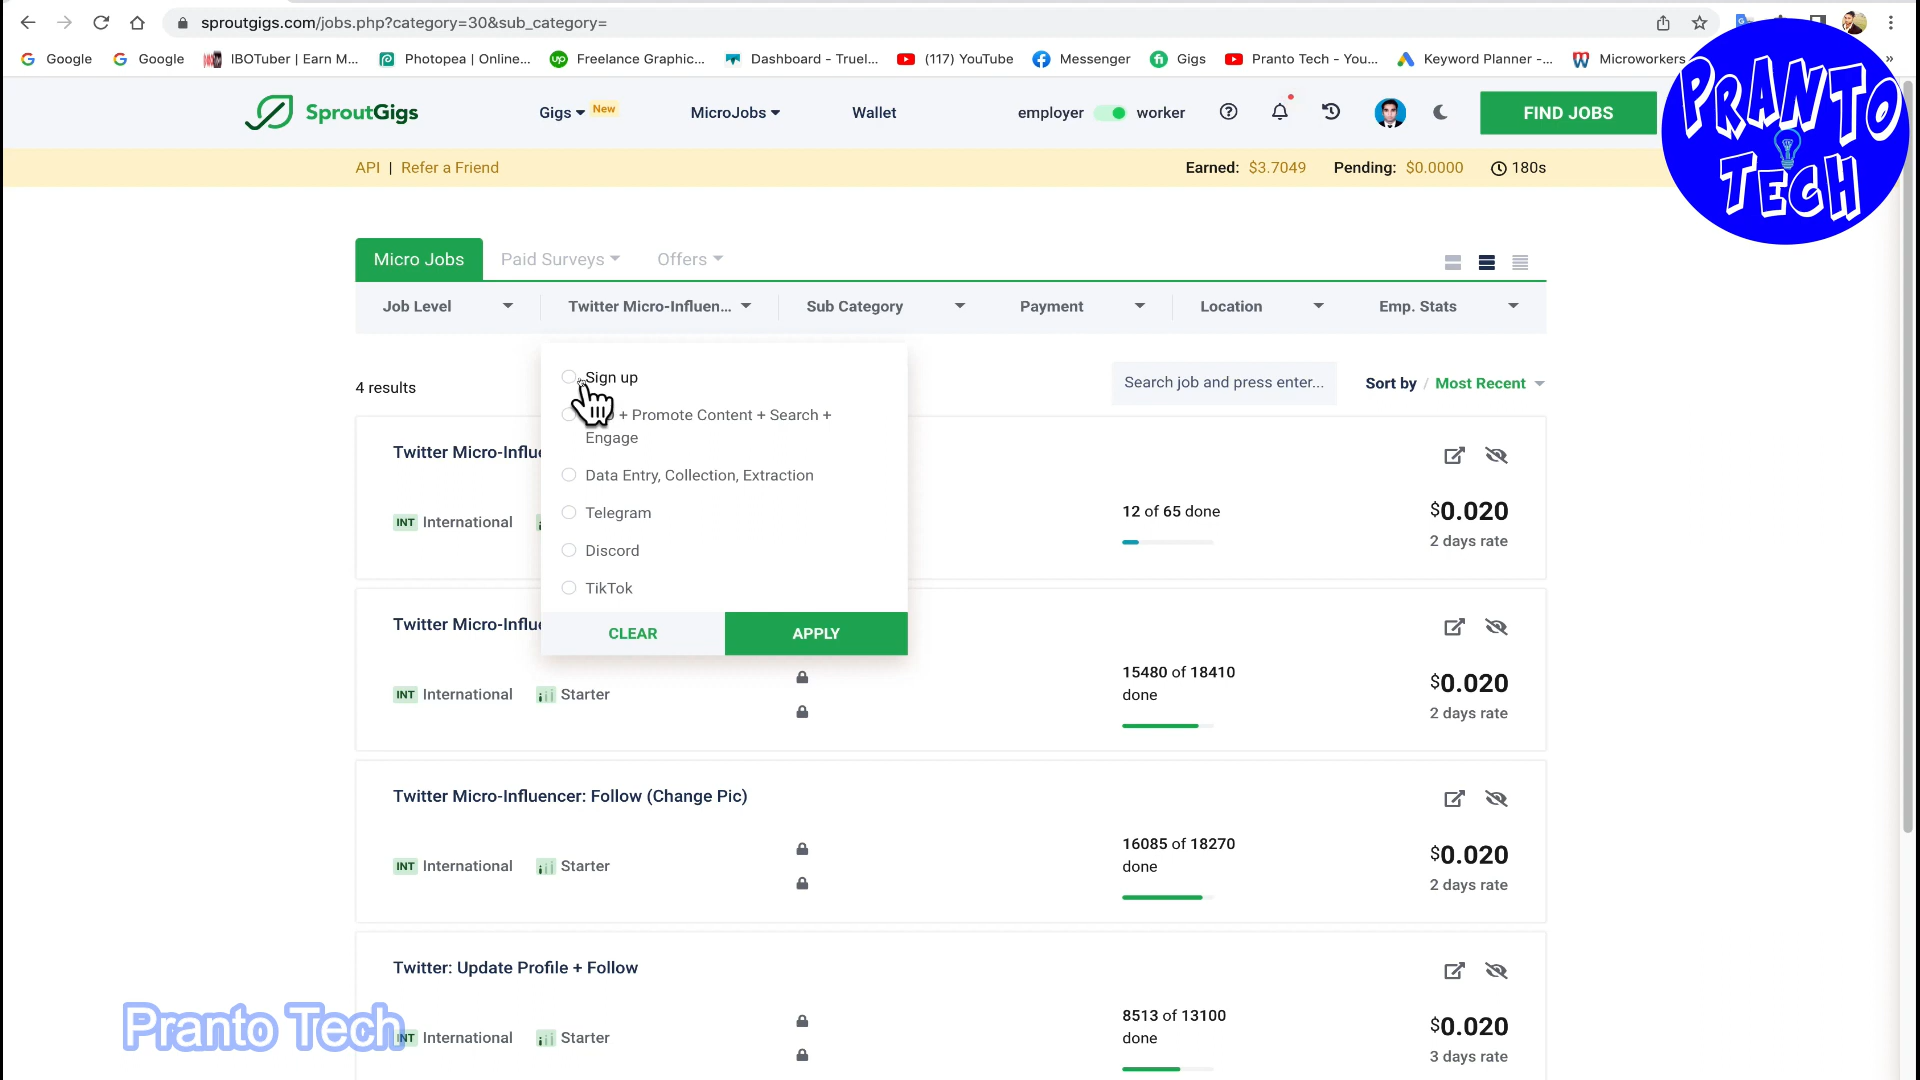 sproutgigs.com/jobs.php?category=30&sub_category=
Google
Google
IBOTuber | Earn M...
Photopea | Online...
Freelance Graphic...
Dashboard - Truel...
(117) YouTube
Messenger
Gigs
Pranto Tech - You...
Keyword Planner -...
Microworkers
»
PRANTO
TECH
SproutGigs
Gigs
New
MicroJobs
Wallet
employer
worker
FIND JOBS
API | Refer a Friend
Earned: $3.7049
Pending: $0.0000
180s
Micro Jobs
Paid Surveys
Offers
Job Level
Twitter Micro-Influen...
Sub Category
Payment
Location
Emp. Stats
4 results
Search job and press enter...
Sort by / Most Recent
Sign up
+ Promote Content + Search +
Engage
Data Entry, Collection, Extraction
Telegram
Discord
TikTok
CLEAR
APPLY
Twitter Micro-Influe
INT International
12 of 65 done
$0.020
2 days rate
Twitter Micro-Influe
INT International
Starter
15480 of 18410
done
$0.020
2 days rate
Twitter Micro-Influencer: Follow (Change Pic)
INT International
Starter
16085 of 18270
done
$0.020
2 days rate
Twitter: Update Profile + Follow
International
Starter
8513 of 13100
done
$0.020
3 days rate
Pranto Tech